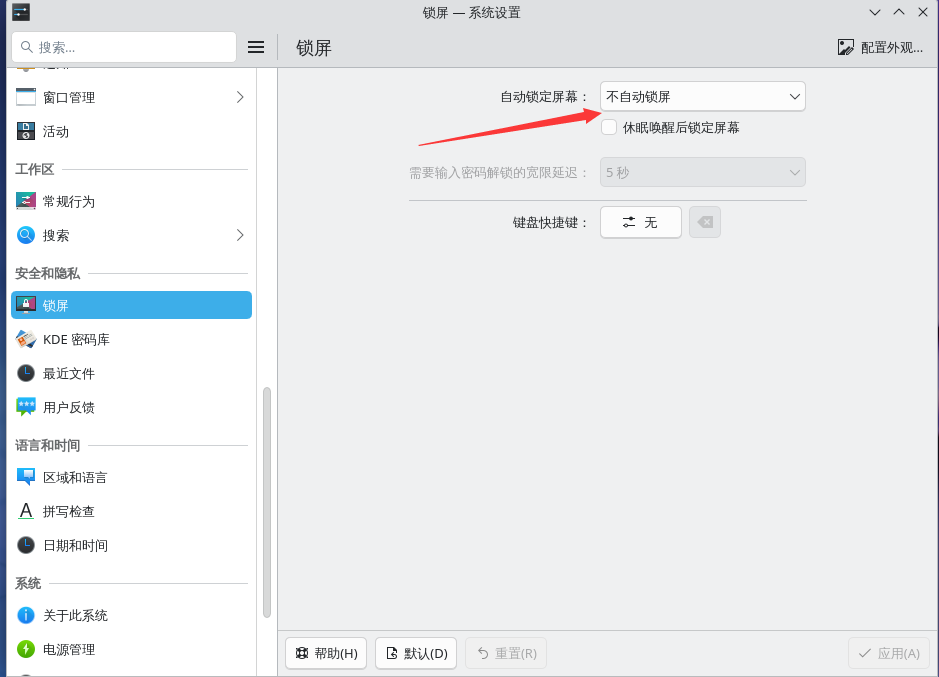 锁屏 — 系统设置
搜索...
锁屏
配置外观...
窗口管理
活动
工作区
常规行为
搜索
安全和隐私
锁屏
KDE 密码库
最近文件
用户反馈
语言和时间
区域和语言
拼写检查
日期和时间
系统
关于此系统
电源管理
自动锁定屏幕：
不自动锁屏
休眠唤醒后锁定屏幕
需要输入密码解锁的宽限延迟：
5 秒
键盘快捷键：
无
帮助(H)
默认(D)
重置(R)
应用(A)